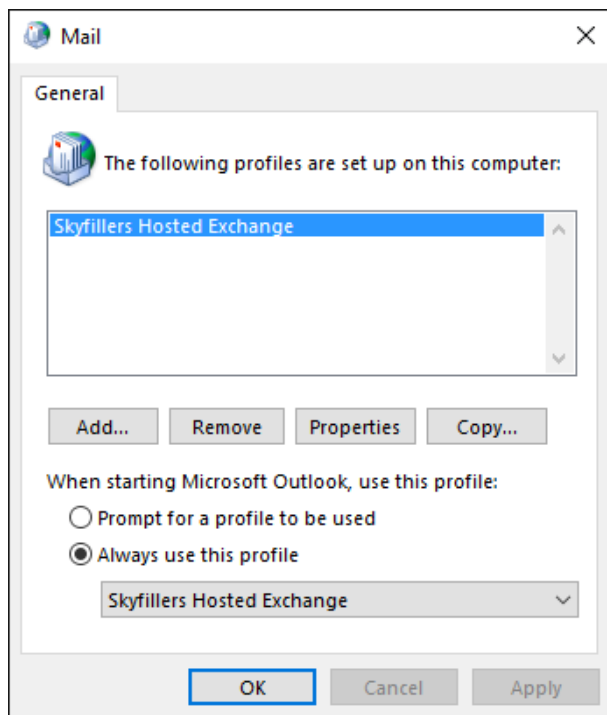 Mail
General
The following profiles are set up on this computer:
Skyfillers Hosted Exchange
Add... Remove Properties Copy...
When starting Microsoft Outlook, use this profile:
Prompt for a profile to be used
Always use this profile
Skyfillers Hosted Exchange
OK Cancel Apply